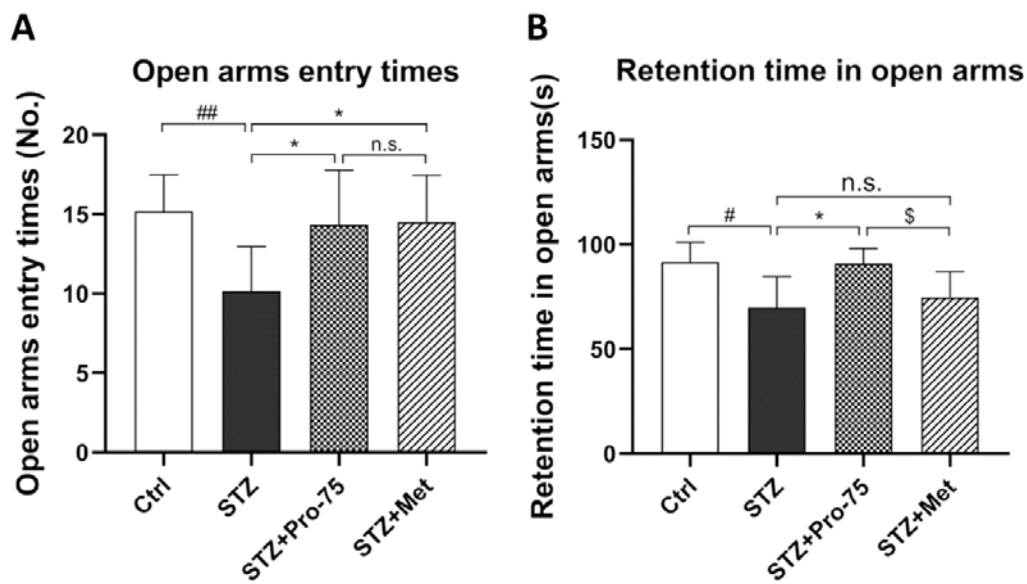 A
Open arms entry times
Open arms entry times (No.)
##
*
*
n.s.
20
15
10
5
0
Ctrl
STZ
STZ+Pro-75
STZ+Met
B
Retention time in open arms
Retention time in open arms(s)
n.s.
#
*
$
150
100
50
0
Ctrl
STZ
STZ+Pro-75
STZ+Met